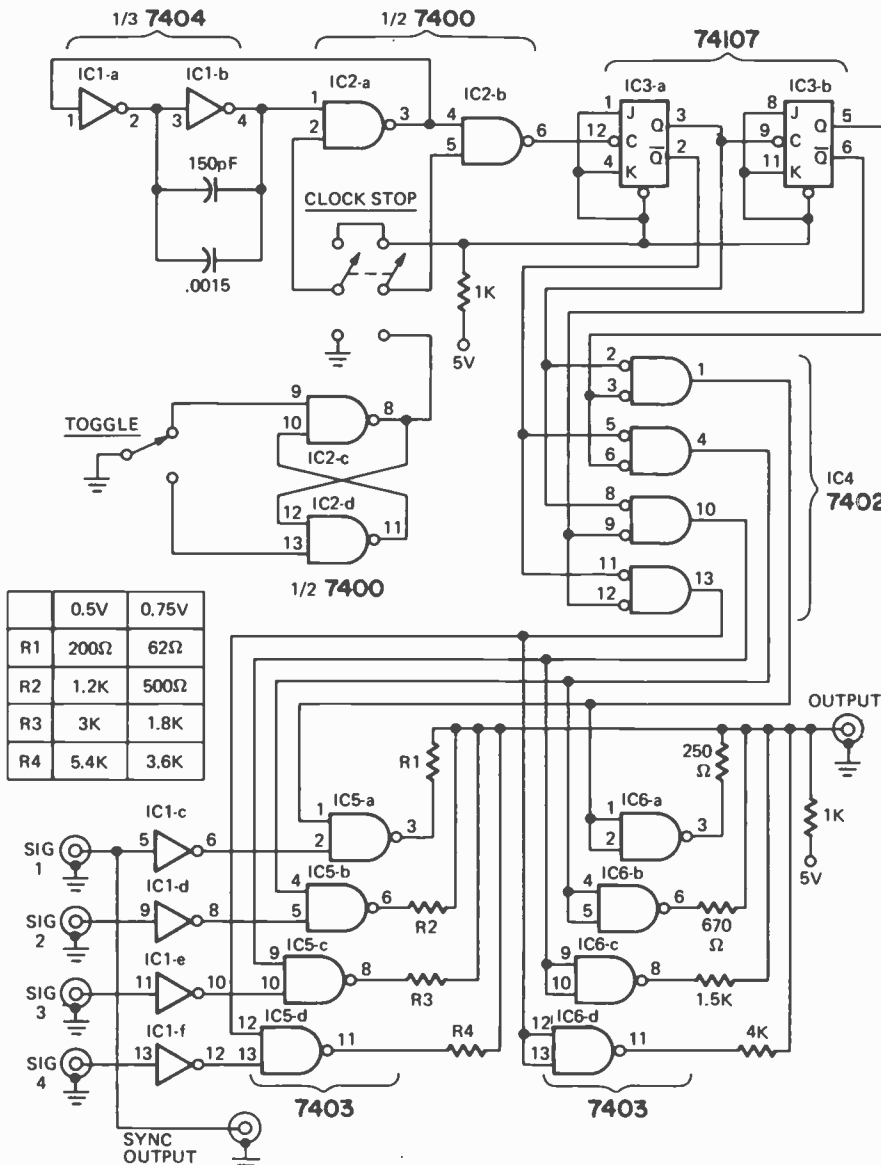 1/3 7404
1/2 7400
74107
IC1-a
IC1-b
IC2-a
IC2-b
IC3-a
IC3-b
1
2
3
4
1
2
3
4
5
6
1
12
4
J
C
K
Q
Q̅
3
2
8
9
11
J
C
K
Q
Q̅
5
6
150pF
.0015
CLOCK STOP
1K
5V
TOGGLE
9
10
8
IC2-c
IC2-d
12
13
11
1/2 7400
2
3
1
5
6
4
8
9
10
11
12
13
IC4
7402
0.5V 0.75V
R1 200Ω 62Ω
R2 1.2K 500Ω
R3 3K 1.8K
R4 5.4K 3.6K
OUTPUT
R1
250
Ω
1K
5V
SIG
1
IC1-c
5
6
IC5-a
1
2
3
IC6-a
1
2
3
SIG
2
IC1-d
9
8
IC5-b
4
5
6
R2
IC6-b
4
5
6
670
Ω
SIG
3
IC1-e
11
10
IC5-c
9
10
8
R3
IC6-c
9
10
8
1.5K
SIG
4
IC1-f
13
12
IC5-d
12
13
11
R4
IC6-d
12
13
11
4K
7403
7403
SYNC
OUTPUT